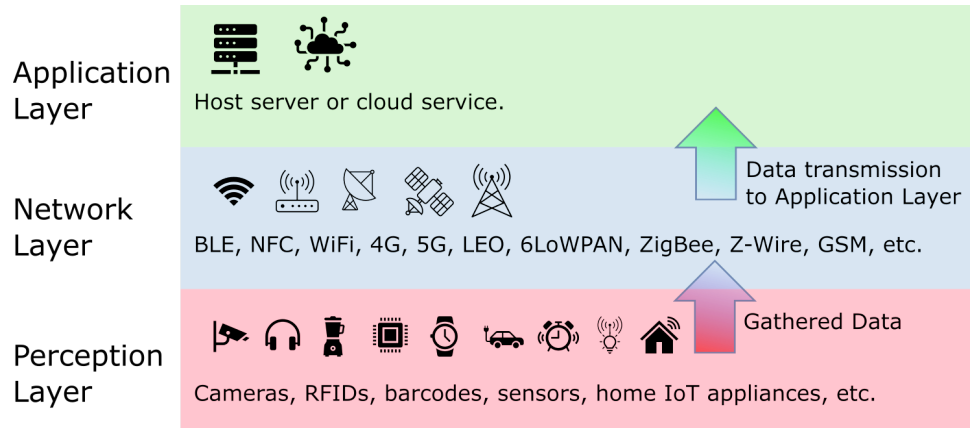 Application
Layer
Host server or cloud service.
Data transmission
to Application Layer
Network
Layer
BLE, NFC, WiFi, 4G, 5G, LEO, 6LoWPAN, ZigBee, Z-Wire, GSM, etc.
Gathered Data
Perception
Layer
Cameras, RFIDs, barcodes, sensors, home IoT appliances, etc.